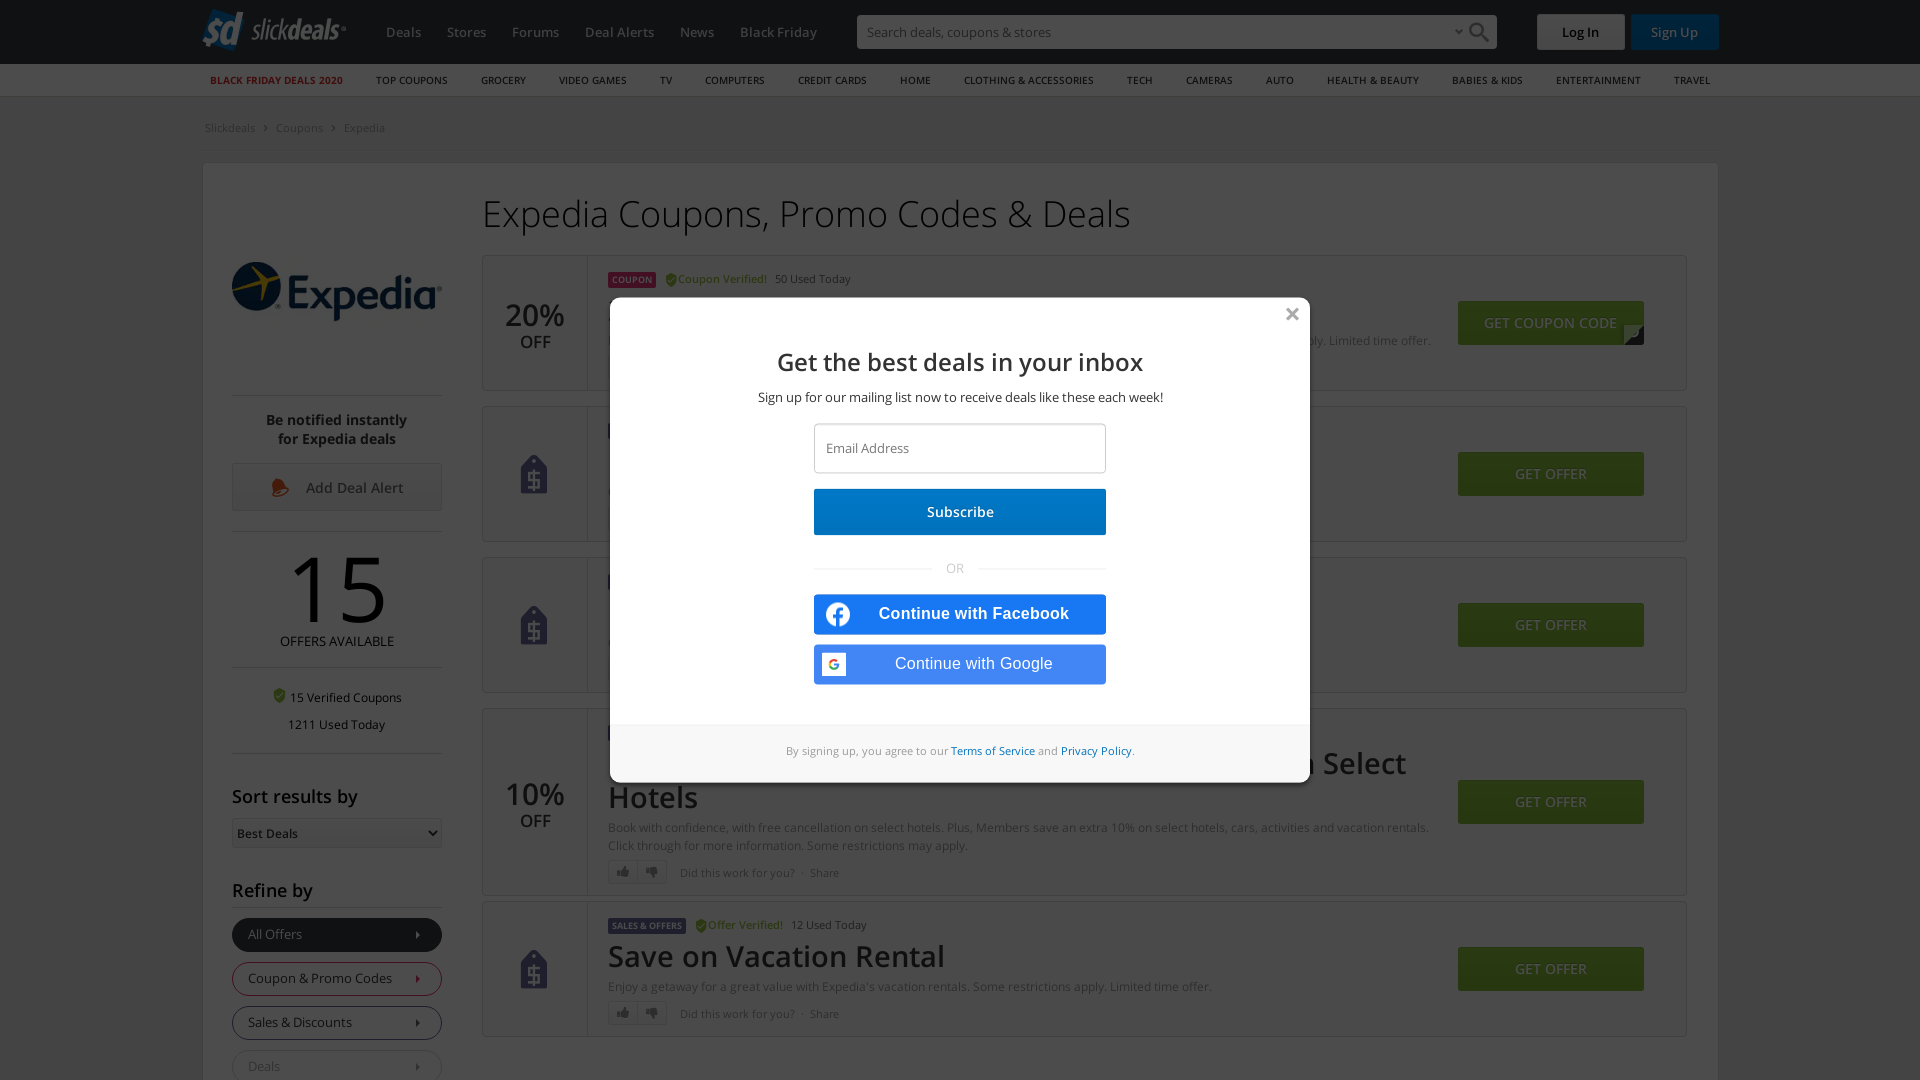 sd slickdeals
Deals
Stores
Forums
Deal Alerts
News
Black Friday
Search deals, coupons & stores
Log In
Sign Up
BLACK FRIDAY DEALS 2020
TOP COUPONS
GROCERY
VIDEO GAMES
TV
COMPUTERS
CREDIT CARDS
HOME
CLOTHING & ACCESSORIES
TECH
CAMERAS
AUTO
HEALTH & BEAUTY
BABIES & KIDS
ENTERTAINMENT
TRAVEL
Slickdeals
Coupons
Expedia
Expedia Coupons, Promo Codes & Deals
Expedia
Be notified instantly
for Expedia deals
Add Deal Alert
15
OFFERS AVAILABLE
15 Verified Coupons
1211 Used Today
Sort results by
Best Deals
Refine by
All Offers
Coupon & Promo Codes
Sales & Discounts
Deals
20%
OFF
COUPON
Coupon Verified!
50 Used Today
Limited time offer.
GET COUPON CODE
GET OFFER
GET OFFER
Get the best deals in your inbox
Sign up for our mailing list now to receive deals like these each week!
Email Address
Subscribe
OR
Continue with Facebook
Continue with Google
By signing up, you agree to our Terms of Service and Privacy Policy.
10%
OFF
Select
Hotels
Book with confidence, with free cancellation on select hotels. Plus, Members save an extra 10% on select hotels, cars, activities and vacation rentals.
Click through for more information. Some restrictions may apply.
Did this work for you? · Share
GET OFFER
SALES & OFFERS
Offer Verified!
12 Used Today
Save on Vacation Rental
Enjoy a getaway for a great value with Expedia's vacation rentals. Some restrictions apply. Limited time offer.
Did this work for you? · Share
GET OFFER